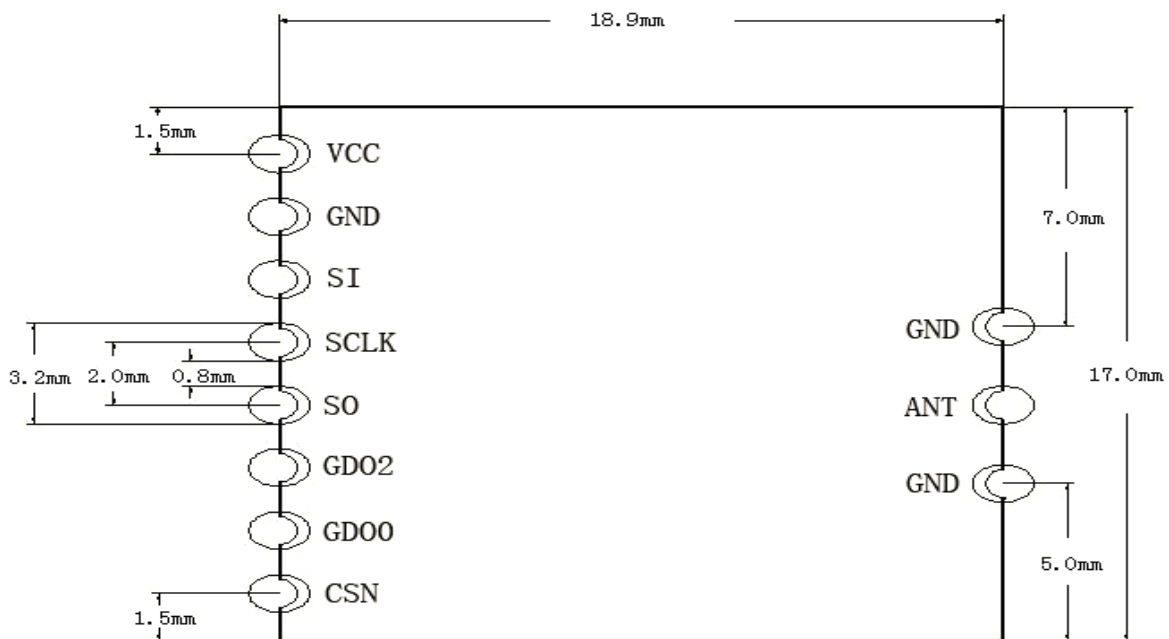 18.9mm
1.5mm
VCC
GND
SI
SCLK
SO
GDO2
GDO0
CSN
3.2mm
2.0mm
0.8mm
1.5mm
7.0mm
GND
17.0mm
ANT
GND
5.0mm